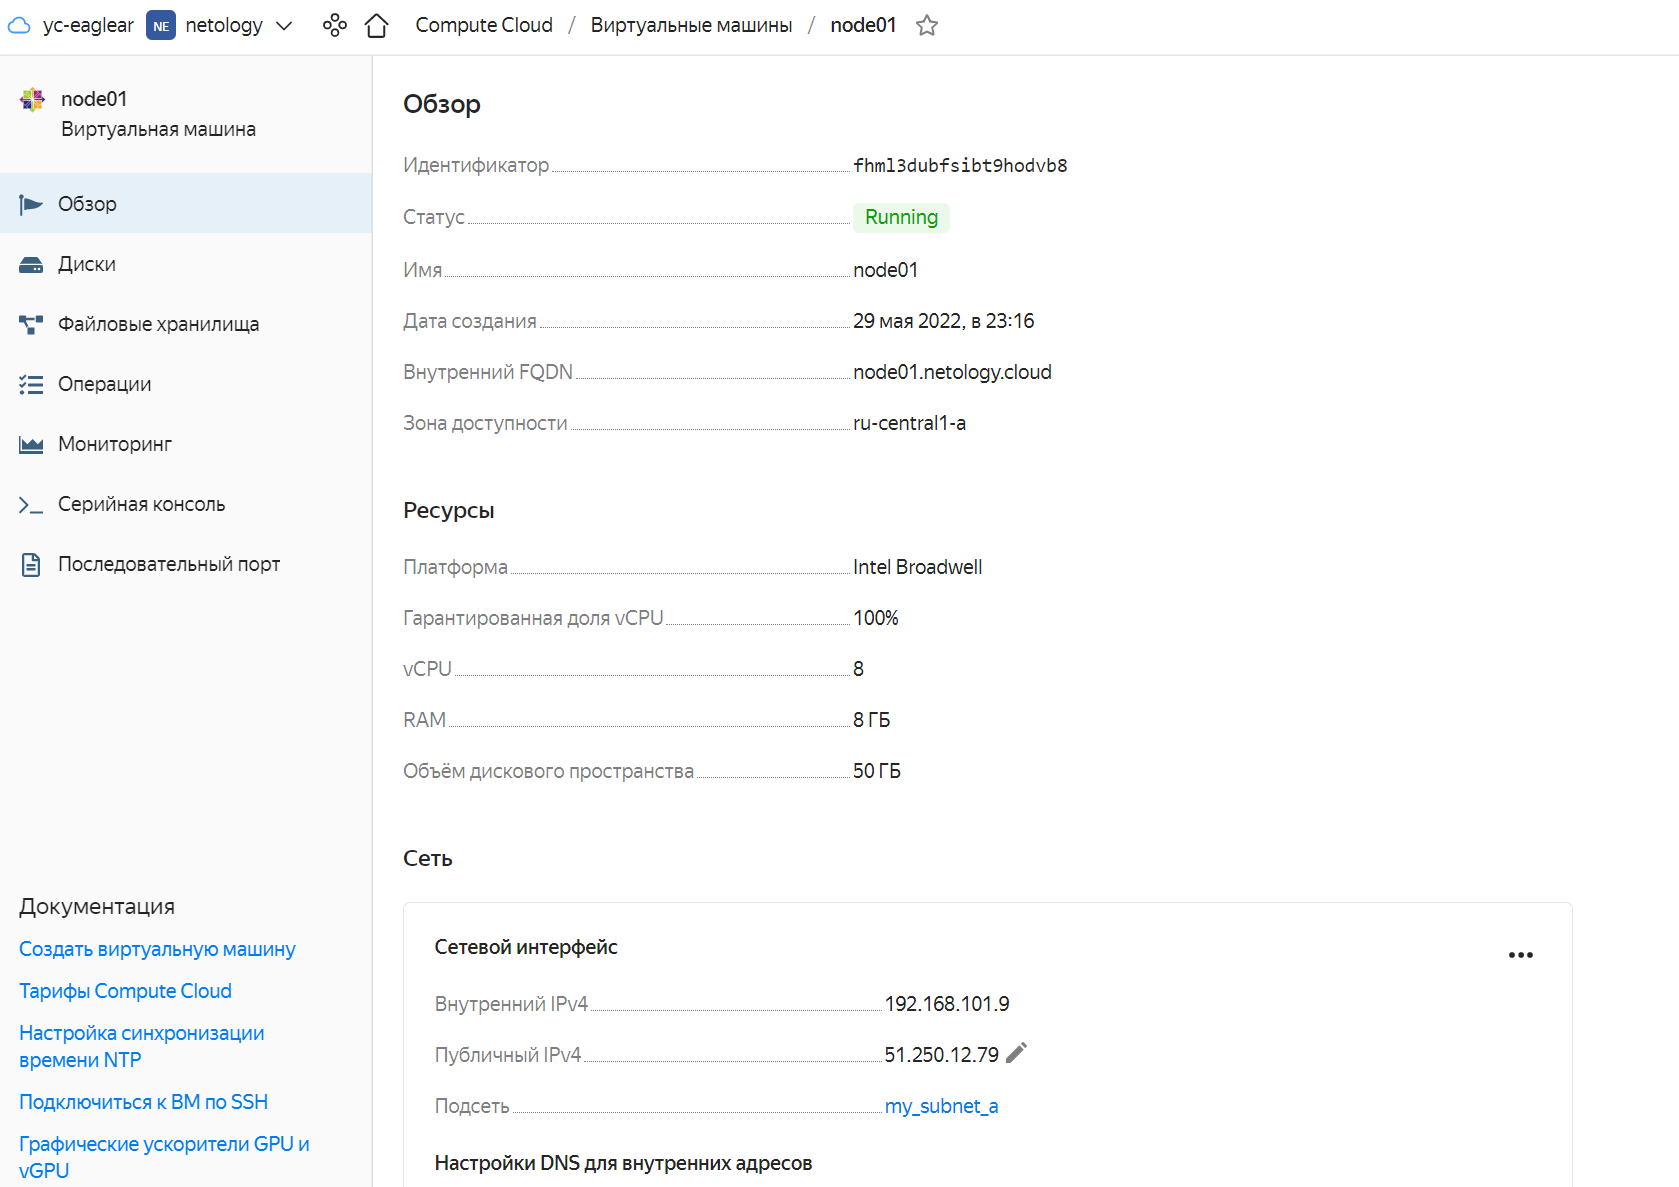 yc-eaglear NE netology Compute Cloud / Виртуальные машины / node01
node01
Виртуальная машина
Обзор
Диски
Файловые хранилища
Операции
Мониторинг
Серийная консоль
Последовательный порт
Документация
Создать виртуальную машину
Тарифы Compute Cloud
Настройка синхронизации
времени NTP
Подключиться к ВМ по SSH
Графические ускорители GPU и
vGPU
Обзор
Идентификатор fhml3dubfsibt9hodvb8
Статус Running
Имя node01
Дата создания 29 мая 2022, в 23:16
Внутренний FQDN node01.netology.cloud
Зона доступности ru-central1-a
Ресурсы
Платформа Intel Broadwell
Гарантированная доля vCPU 100%
vCPU 8
RAM 8 ГБ
Объём дискового пространства 50 ГБ
Сеть
Сетевой интерфейс
Внутренний IPv4 192.168.101.9
Публичный IPv4 51.250.12.79
Подсеть my_subnet_a
Настройки DNS для внутренних адресов